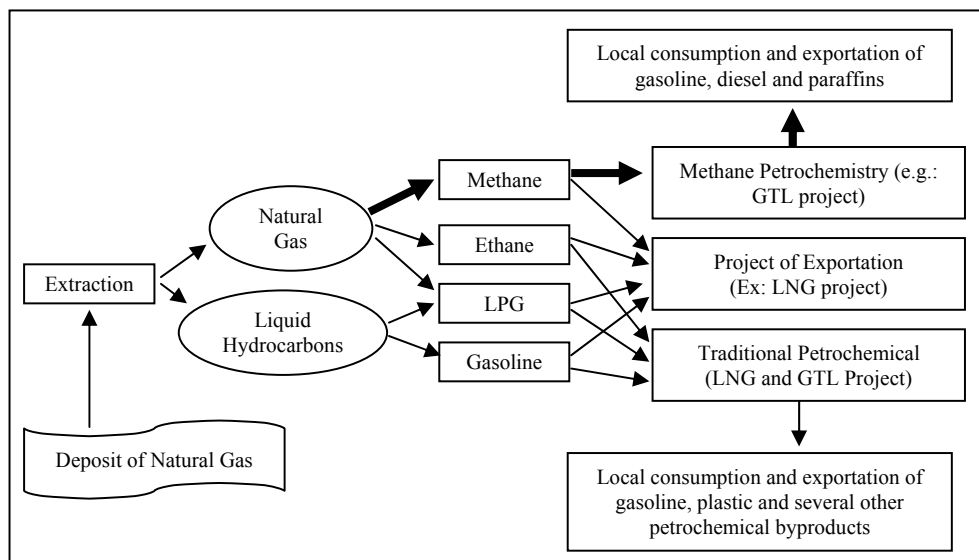 Local consumption and exportation of
gasoline, diesel and paraffins
Methane
Methane Petrochemistry (e.g.:
GTL project)
Natural
Gas
Ethane
Project of Exportation
(Ex: LNG project)
Extraction
LPG
Liquid
Hydrocarbons
Gasoline
Traditional Petrochemical
(LNG and GTL Project)
Deposit of Natural Gas
Local consumption and exportation of
gasoline, plastic and several other
petrochemical byproducts